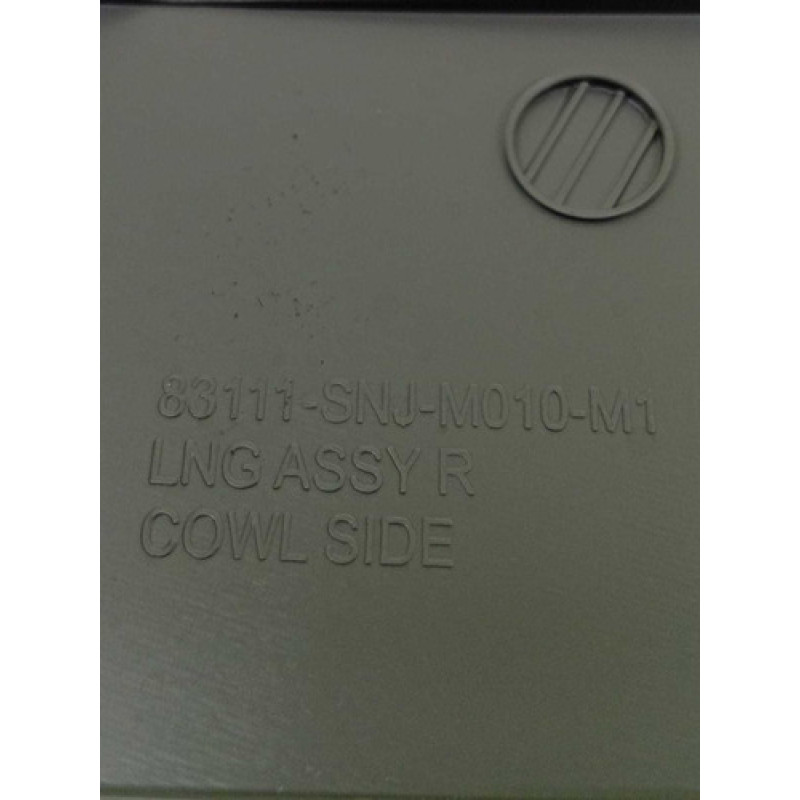 83111-SNJ-M010-M1
LNG ASSY R
COWL SIDE